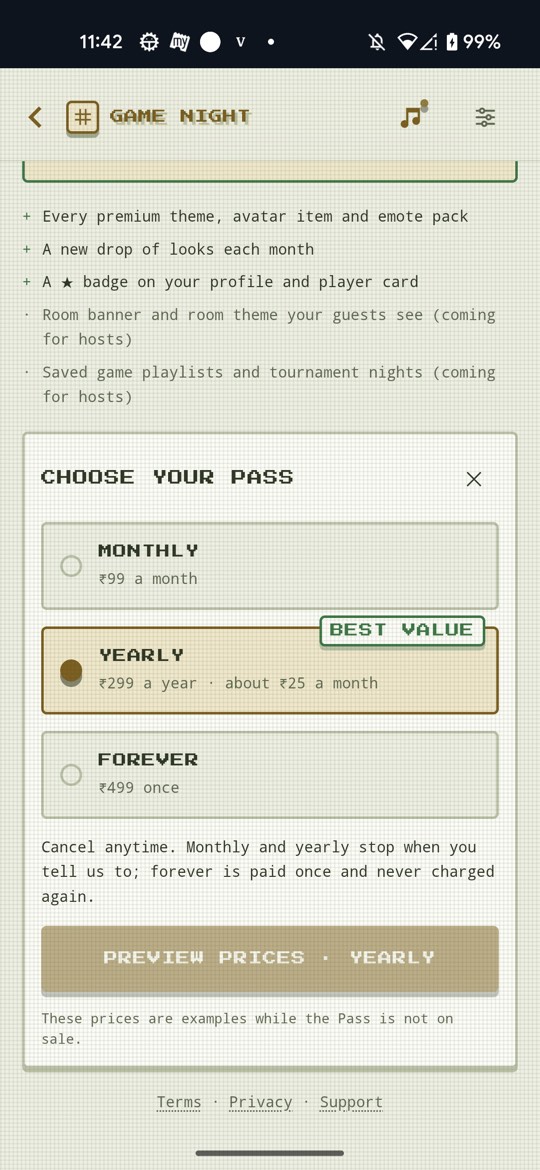 11:42
my
V
99%
GAME NIGHT
+ Every premium theme, avatar item and emote pack
+ A new drop of looks each month
+ A ★ badge on your profile and player card
· Room banner and room theme your guests see (coming
for hosts)
· Saved game playlists and tournament nights (coming
for hosts)
CHOOSE YOUR PASS
MONTHLY
₹99 a month
BEST VALUE
YEARLY
₹299 a year · about ₹25 a month
FOREVER
₹499 once
Cancel anytime. Monthly and yearly stop when you
tell us to; forever is paid once and never charged
again.
PREVIEW PRICES · YEARLY
These prices are examples while the Pass is not on
sale.
Terms · Privacy · Support